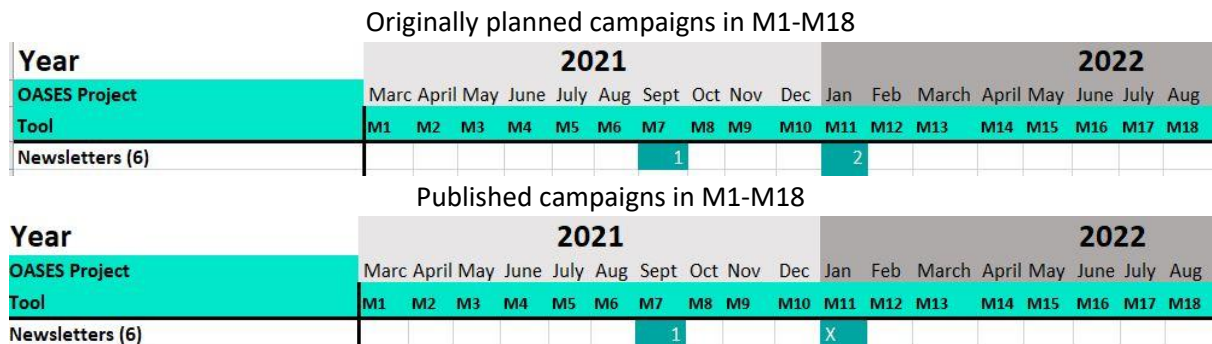 Originally planned campaigns in M1-M18
Year 2021 2022
OASES Project Marc April May June July Aug Sept Oct Nov Dec Jan Feb March April May June July Aug
Tool M1 M2 M3 M4 M5 M6 M7 M8 M9 M10 M11 M12 M13 M14 M15 M16 M17 M18
Newsletters (6) 1 2
Published campaigns in M1-M18
Year 2021 2022
OASES Project Marc April May June July Aug Sept Oct Nov Dec Jan Feb March April May June July Aug
Tool M1 M2 M3 M4 M5 M6 M7 M8 M9 M10 M11 M12 M13 M14 M15 M16 M17 M18
Newsletters (6) 1 X